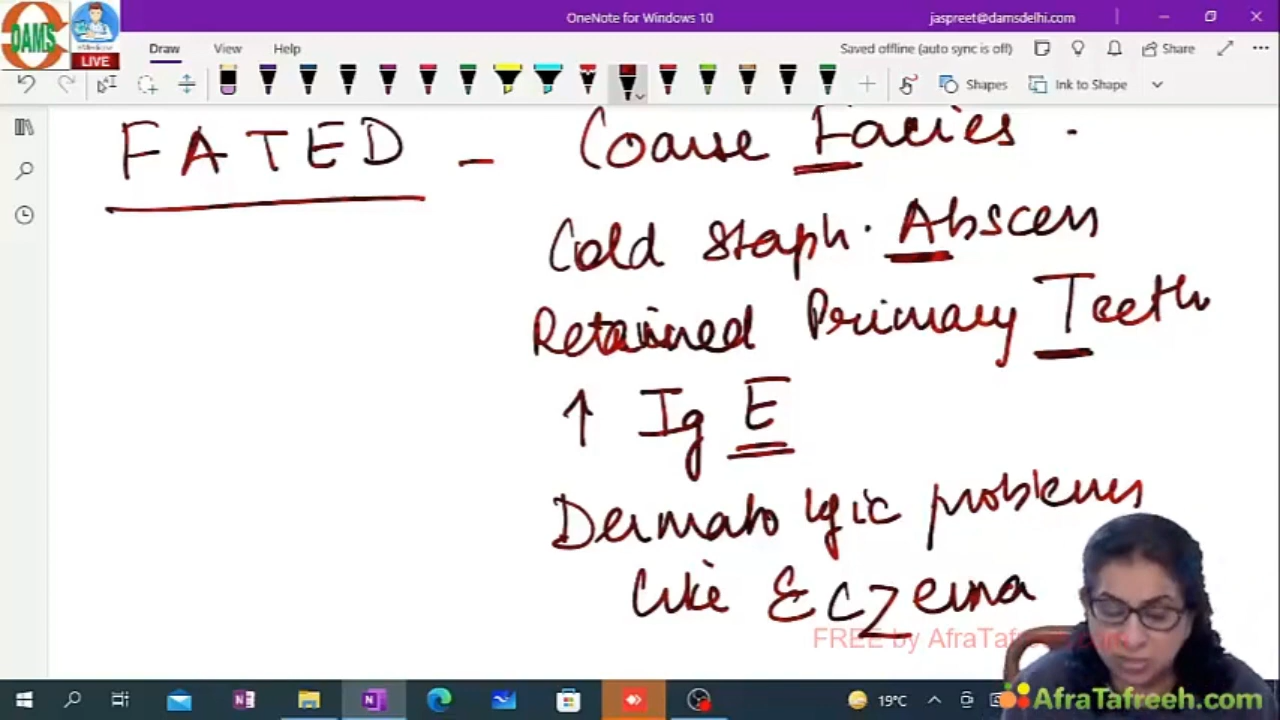 OneNote for Windows 10
jaspreet@damsdelhi.com
DAMS
eMedicoz
LIVE
Draw View Help
Saved offline (auto sync is off)
Share
Shapes
Ink to Shape
FATED - Coarse Facies.
Cold Staph. Abscess
Retained Primary Teeth
↑ Ig E
Dermatologic problems
like Eczema
FREE by AfraTafreeh.com
19°C
AfraTafreeh.com